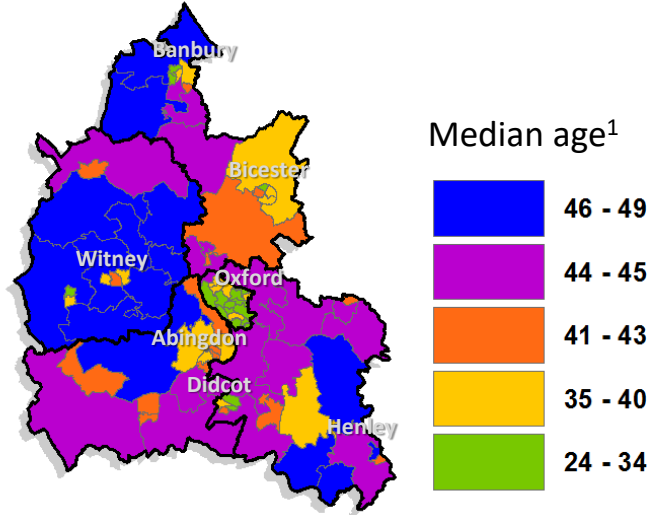 Banbury
Bicester
Witney
Oxford
Abingdon
Didcot
Henley
Median age¹
46 - 49
44 - 45
41 - 43
35 - 40
24 - 34